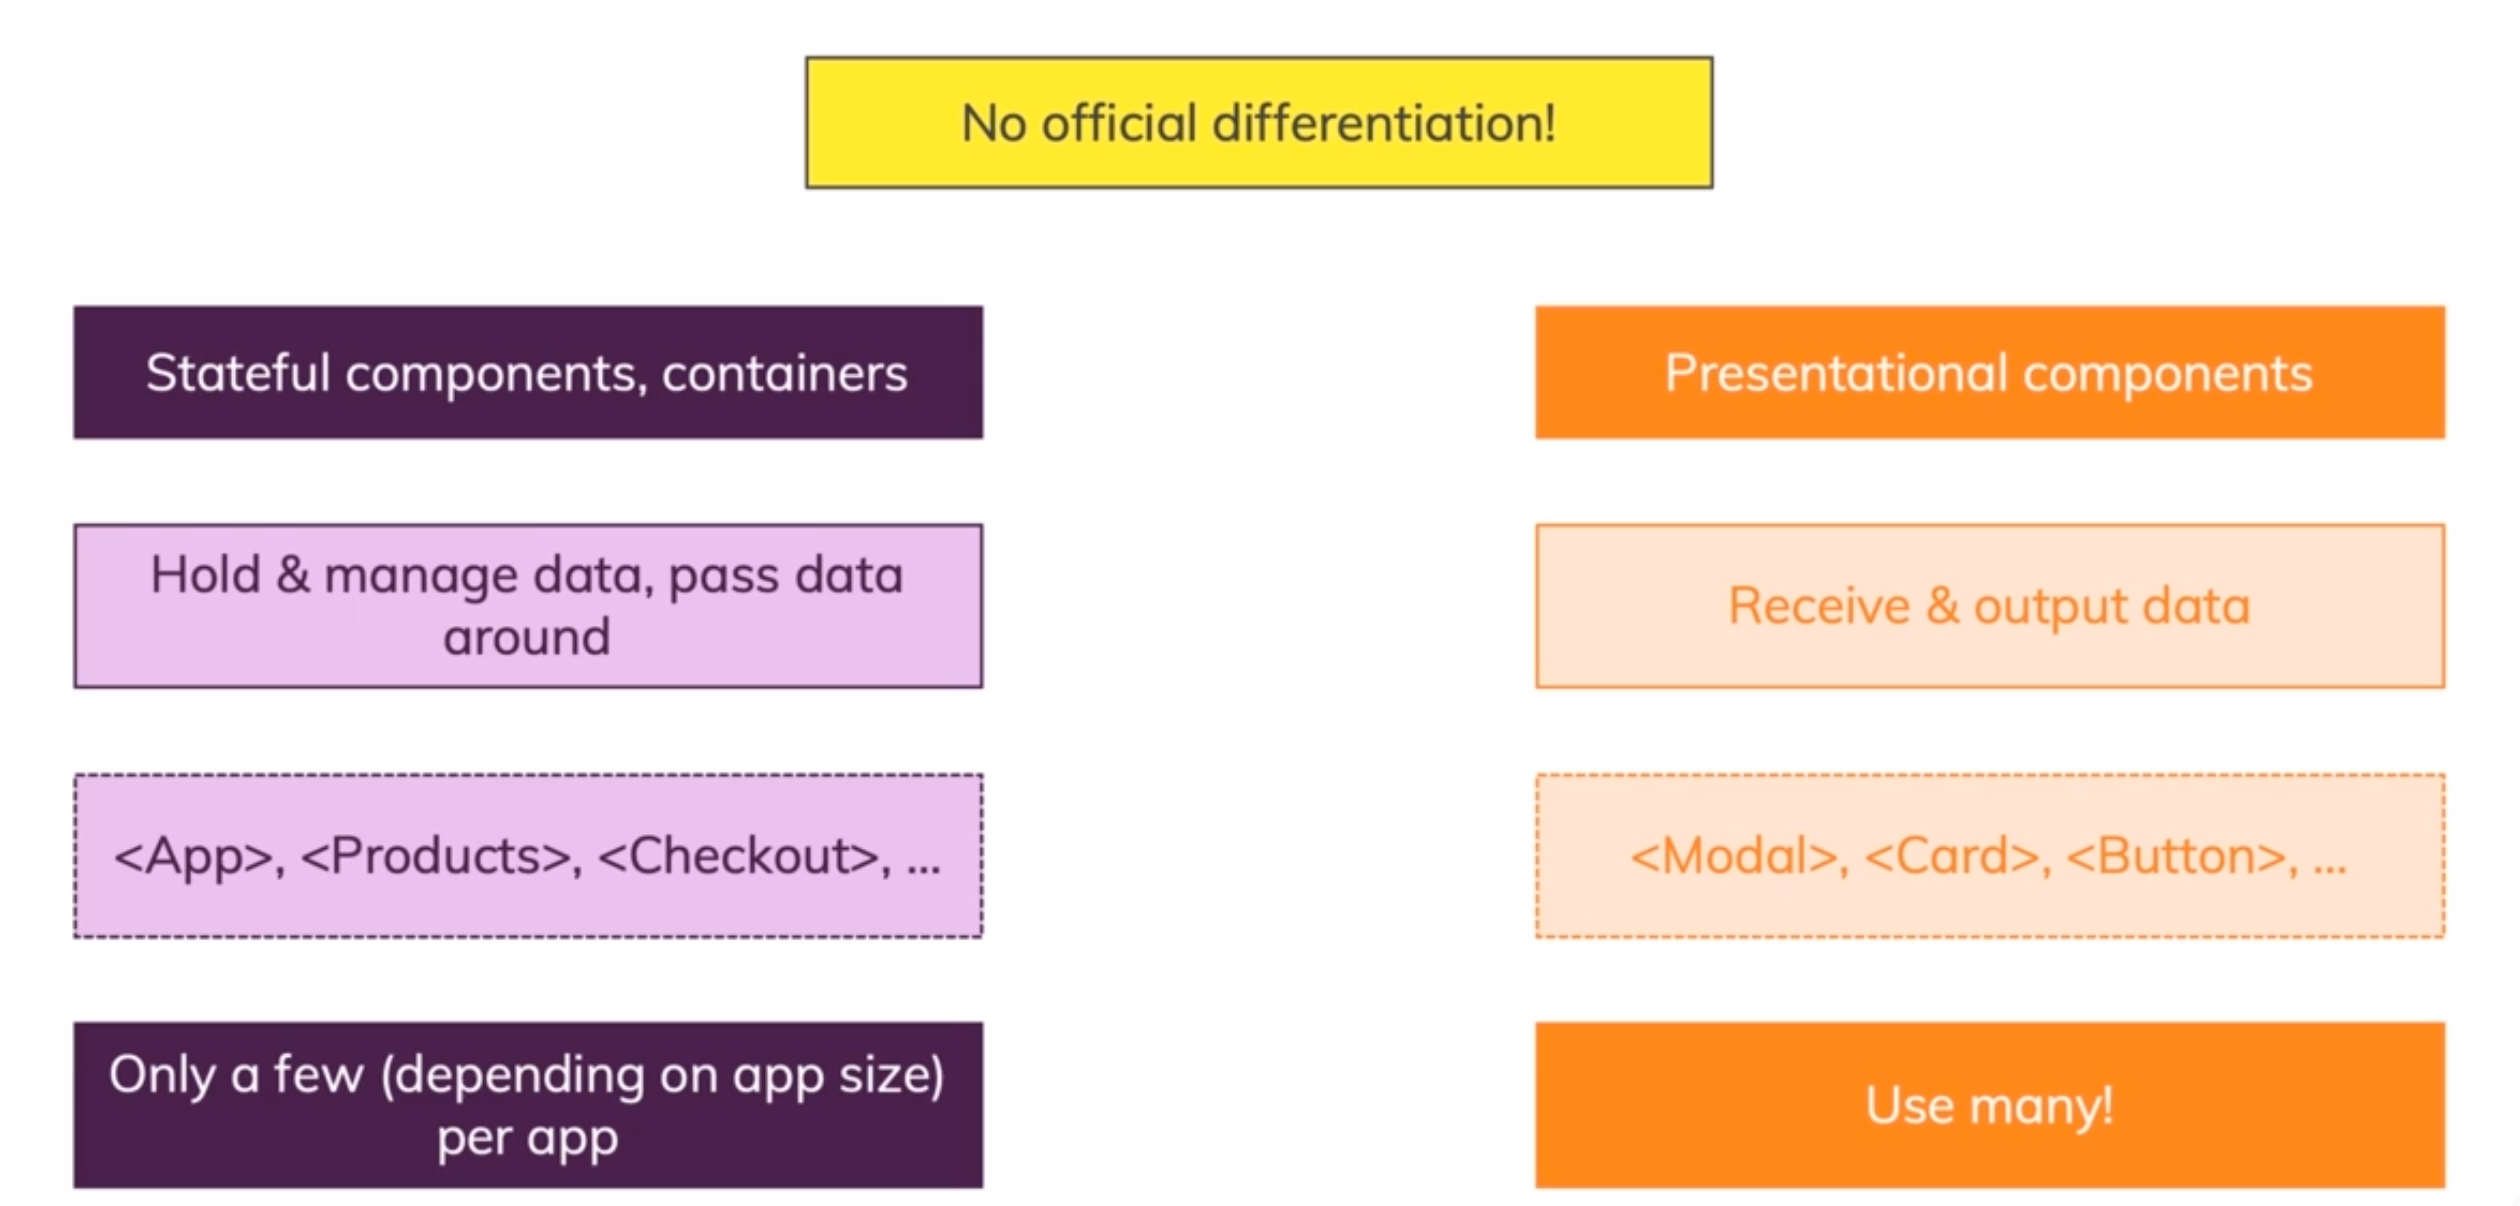 No official differentiation!
Stateful components, containers
Presentational components
Hold & manage data, pass data
around
Receive & output data
<App>, <Products>, <Checkout>, ...
<Modal>, <Card>, <Button>, ...
Only a few (depending on app size)
per app
Use many!